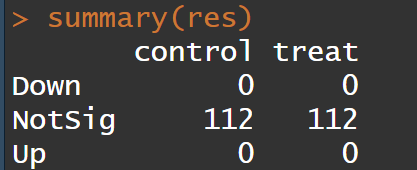 > summary(res)
control treat
Down 0 0
NotSig 112 112
Up 0 0